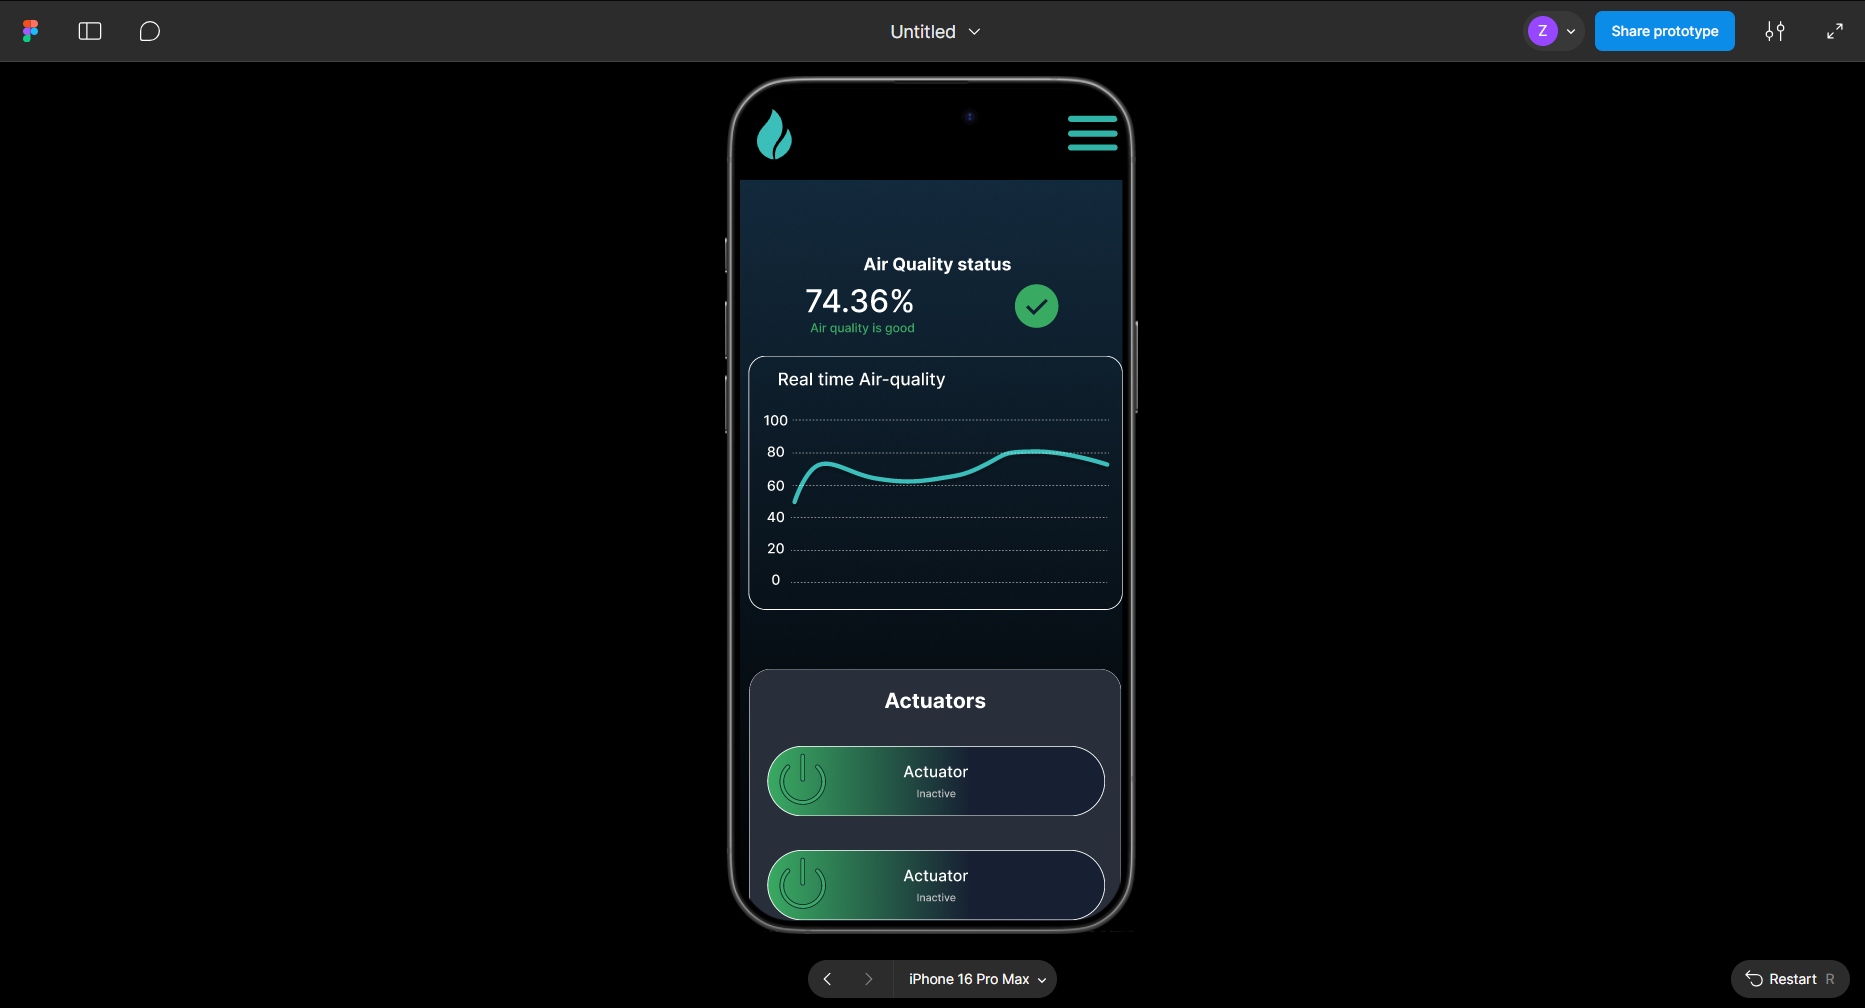 Untitled
Z
Share prototype
Air Quality status
74.36%
Air quality is good
Real time Air-quality
100
80
60
40
20
0
Actuators
Actuator
Inactive
Actuator
Inactive
iPhone 16 Pro Max
Restart R